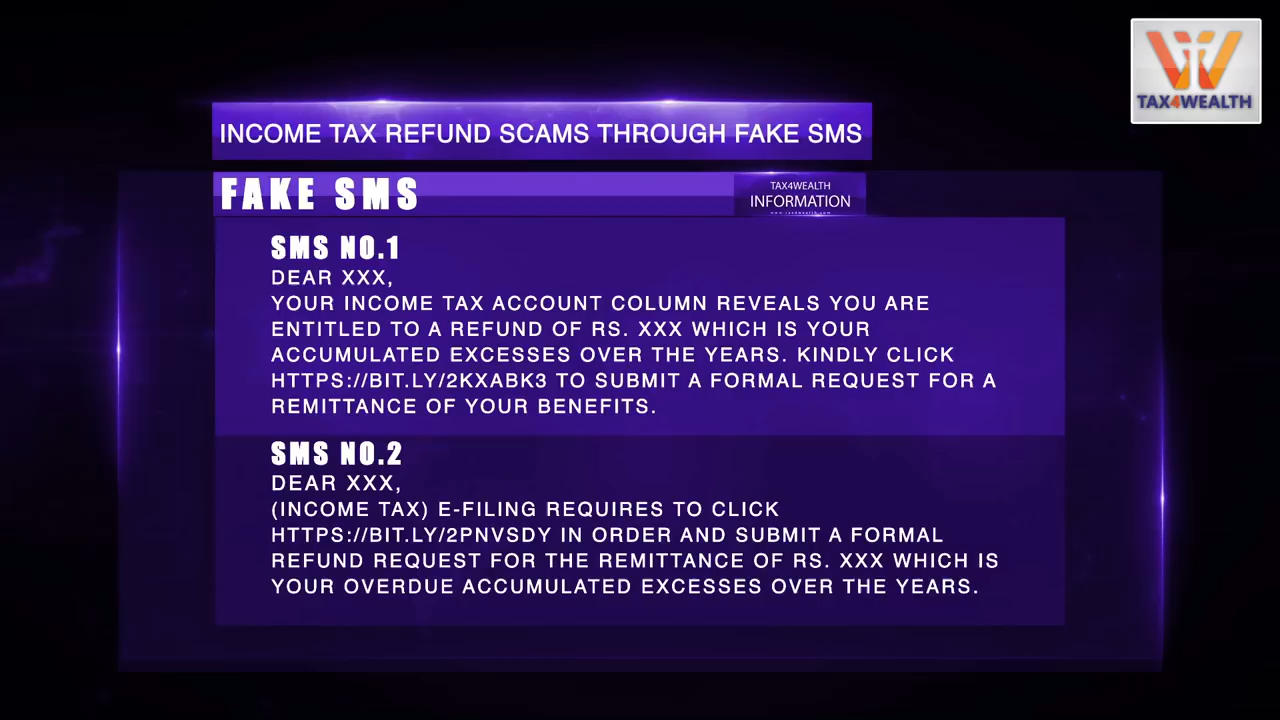 TAX4WEALTH
INCOME TAX REFUND SCAMS THROUGH FAKE SMS
FAKE SMS
TAX4WEALTH
INFORMATION
www.tax4wealth.com
SMS NO.1
DEAR XXX,
YOUR INCOME TAX ACCOUNT COLUMN REVEALS YOU ARE
ENTITLED TO A REFUND OF RS. XXX WHICH IS YOUR
ACCUMULATED EXCESSES OVER THE YEARS. KINDLY CLICK
HTTPS://BIT.LY/2KXABK3 TO SUBMIT A FORMAL REQUEST FOR A
REMITTANCE OF YOUR BENEFITS.
SMS NO.2
DEAR XXX,
(INCOME TAX) E-FILING REQUIRES TO CLICK
HTTPS://BIT.LY/2PNVSDY IN ORDER AND SUBMIT A FORMAL
REFUND REQUEST FOR THE REMITTANCE OF RS. XXX WHICH IS
YOUR OVERDUE ACCUMULATED EXCESSES OVER THE YEARS.